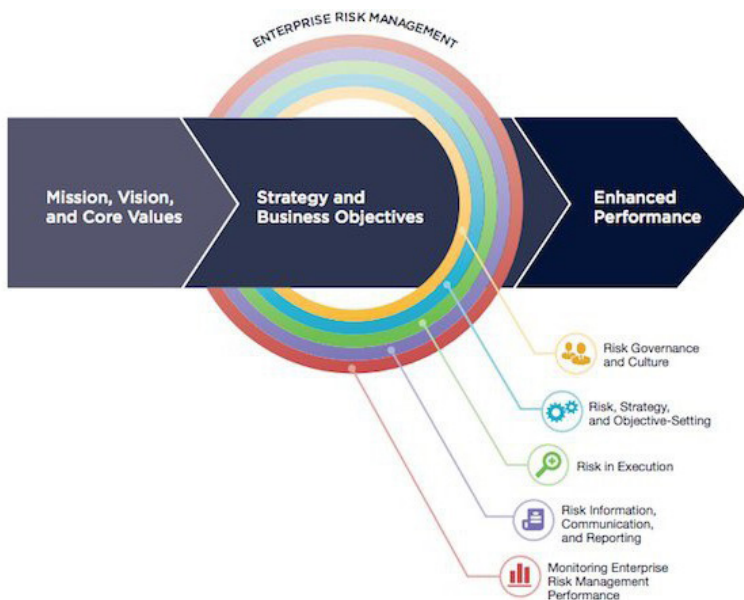 ENTERPRISE RISK MANAGEMENT
Mission, Vision,
and Core Values
Strategy and
Business Objectives
Enhanced
Performance
Risk Governance
and Culture
Risk, Strategy,
and Objective-Setting
Risk in Execution
Risk Information,
Communication,
and Reporting
Monitoring Enterprise
Risk Management
Performance